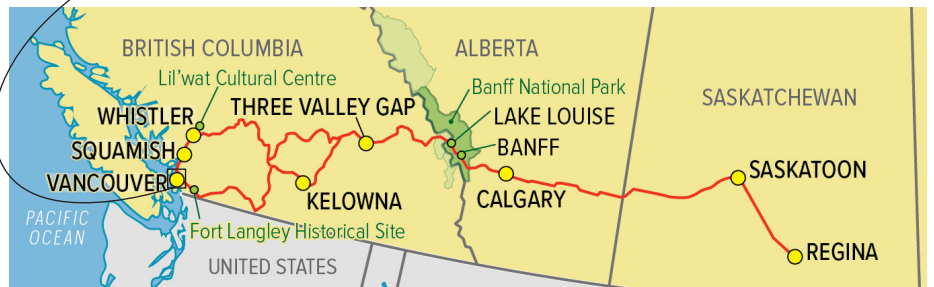 BRITISH COLUMBIA
ALBERTA
Lil'wat Cultural Centre
Banff National Park
SASKATCHEWAN
WHISTLER
THREE VALLEY GAP
LAKE LOUISE
SQUAMISH
BANFF
VANCOUVER
KELOWNA
CALGARY
SASKATOON
PACIFIC
OCEAN
Fort Langley Historical Site
UNITED STATES
REGINA